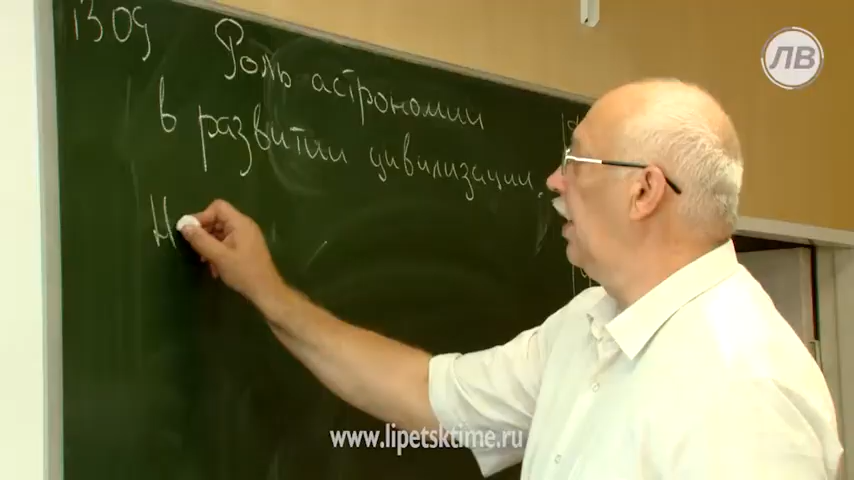 13 09
Роль астрономии
в развитии цивилизации.
ЛВ
www.lipetsktime.ru